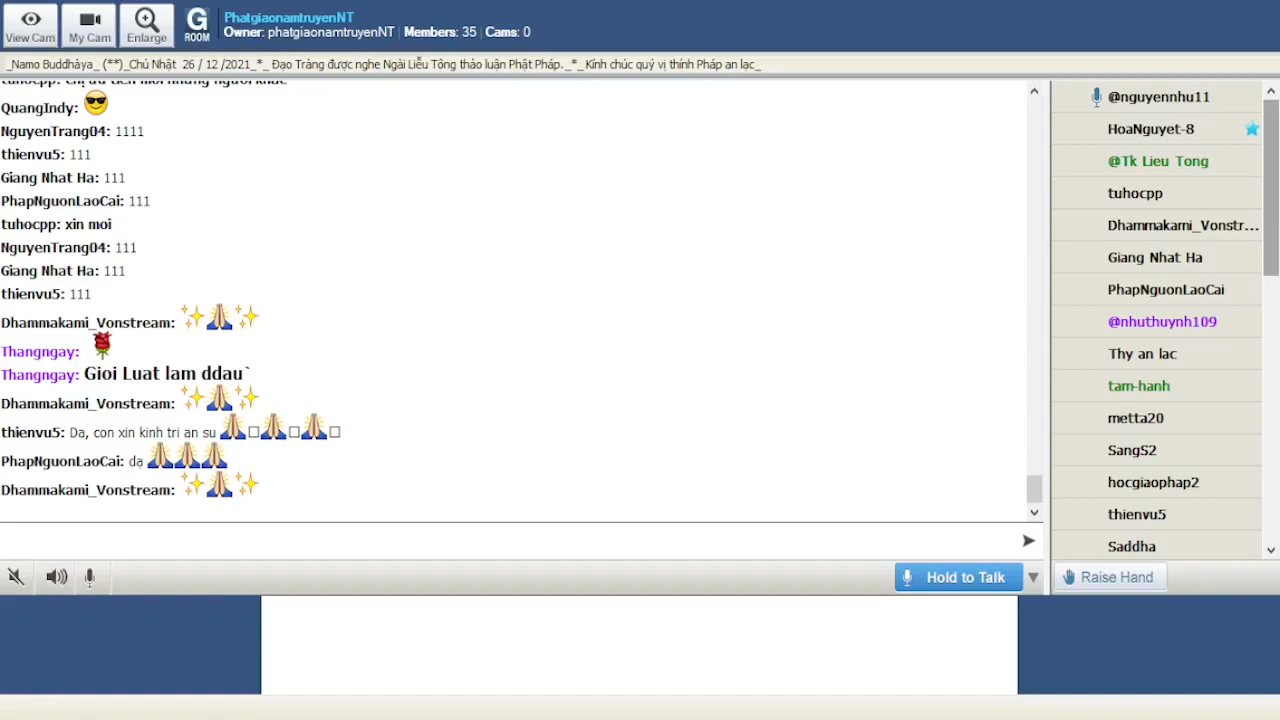 View Cam
My Cam
Enlarge
G
ROOM
PhatgiaonamtruyenNT
Owner: phatgiaonamtruyenNT | Members: 35 | Cams: 0
_Namo Buddhàya_ (**)_Chủ Nhật 26 / 12 /2021_*_ Đạo Tràng được nghe Ngài Liễu Tông thảo luận Phật Pháp._*_Kính chúc quý vị thính Pháp an lạc_
QuangIndy:
NguyenTrang04: 1111
thienvu5: 111
Giang Nhat Ha: 111
PhapNguonLaoCai: 111
tuhocpp: xin moi
NguyenTrang04: 111
Giang Nhat Ha: 111
thienvu5: 111
Dhammakami_Vonstream:
Thangngay:
Thangngay: Gioi Luat lam ddau`
Dhammakami_Vonstream:
thienvu5: Da, con xin kinh tri an su
PhapNguonLaoCai: dạ
Dhammakami_Vonstream:
Hold to Talk
@nguyennhu11
HoaNguyet-8
@Tk Lieu Tong
tuhocpp
Dhammakami_Vonstr...
Giang Nhat Ha
PhapNguonLaoCai
@nhuthuynh109
Thy an lac
tam-hanh
metta20
SangS2
hocgiaophap2
thienvu5
Saddha
Raise Hand